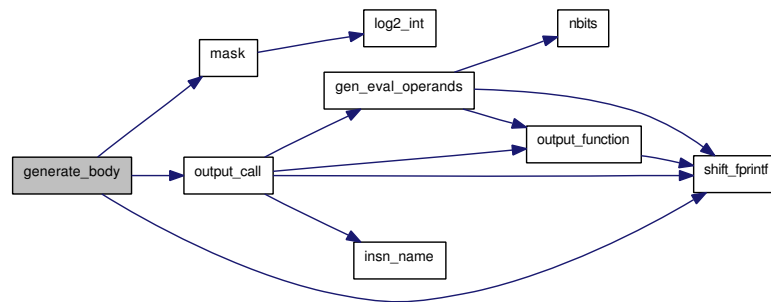 generate_body
mask
output_call
log2_int
gen_eval_operands
insn_name
nbits
output_function
shift_fprintf